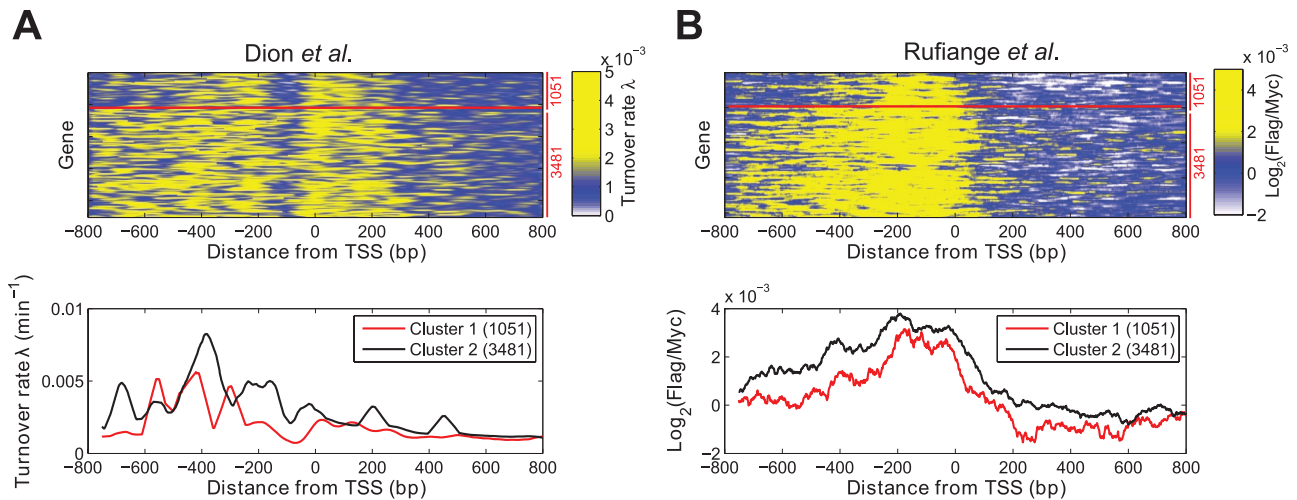 A
Dion et al.
x 10⁻³
Gene
1051
3481
5
4
3
2
1
0
Turnover rate λ
−800 −600 −400 −200 0 200 400 600 800
Distance from TSS (bp)
0.01
0.005
0
Turnover rate λ (min⁻¹)
Cluster 1 (1051)
Cluster 2 (3481)
−800 −600 −400 −200 0 200 400 600 800
Distance from TSS (bp)
B
Rufiange et al.
x 10⁻³
Gene
1051
3481
4
2
0
−2
Log₂(Flag/Myc)
−800 −600 −400 −200 0 200 400 600 800
Distance from TSS (bp)
x 10⁻³
4
2
0
−2
Log₂(Flag/Myc)
Cluster 1 (1051)
Cluster 2 (3481)
−800 −600 −400 −200 0 200 400 600 800
Distance from TSS (bp)